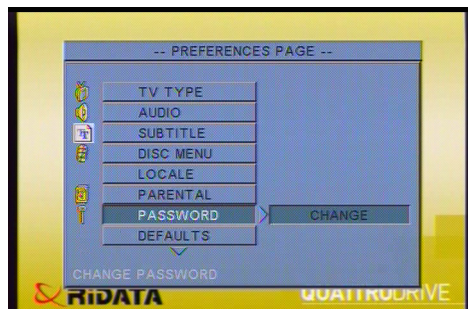 -- PREFERENCES PAGE --
TV TYPE
AUDIO
SUBTITLE
DISC MENU
LOCALE
PARENTAL
PASSWORD
CHANGE
DEFAULTS
CHANGE PASSWORD
RiDATA
QUATTRODRIVE